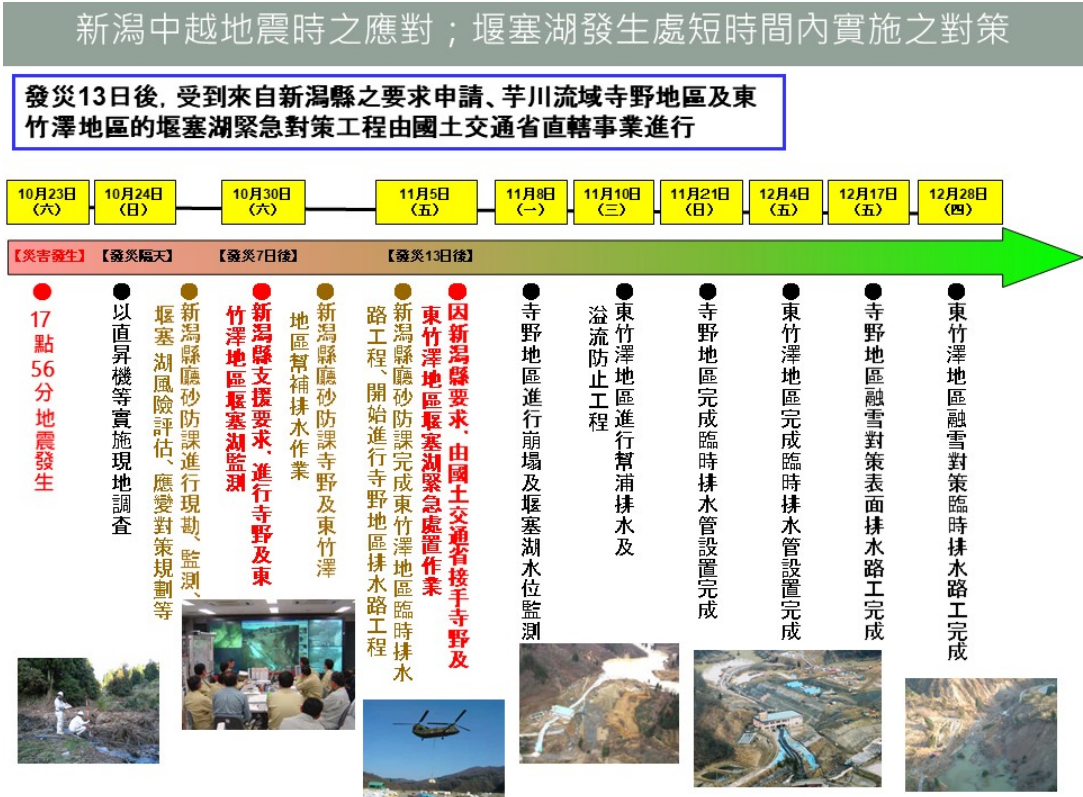 新潟中越地震時之應對；堰塞湖發生處短時間內實施之對策
發災13日後, 受到來自新潟縣之要求申請、芋川流域寺野地區及東
竹澤地區的堰塞湖緊急對策工程由國土交通省直轄事業進行
10月23日
(六)
10月24日
(日)
10月30日
(六)
11月5日
(五)
11月8日
(一)
11月10日
(三)
11月21日
(日)
12月4日
(五)
12月17日
(五)
12月28日
(四)
【災害發生】
【發災隔天】
【發災7日後】
【發災13日後】
17點56分地震發生
以直昇機等實施現地調查
新潟縣廳砂防課進行現勘、監測、
堰塞湖風險評估、應變對策規劃等
新潟縣支援要求、進行寺野及東
竹澤地區堰塞湖監測
新潟縣廳砂防課寺野及東竹澤
地區幫補排水作業
新潟縣廳砂防課完成東竹澤地區臨時排水
路工程、開始進行寺野地區排水路工程
因新潟縣要求、由國土交通省接手寺野及
東竹澤地區堰塞湖緊急處置作業
寺野地區進行崩塌及堰塞湖水位監測
東竹澤地區進行幫浦排水及
溢流防止工程
寺野地區完成臨時排水管設置完成
東竹澤地區完成臨時排水管設置完成
寺野地區融雪對策表面排水路工完成
東竹澤地區融雪對策臨時排水路工完成